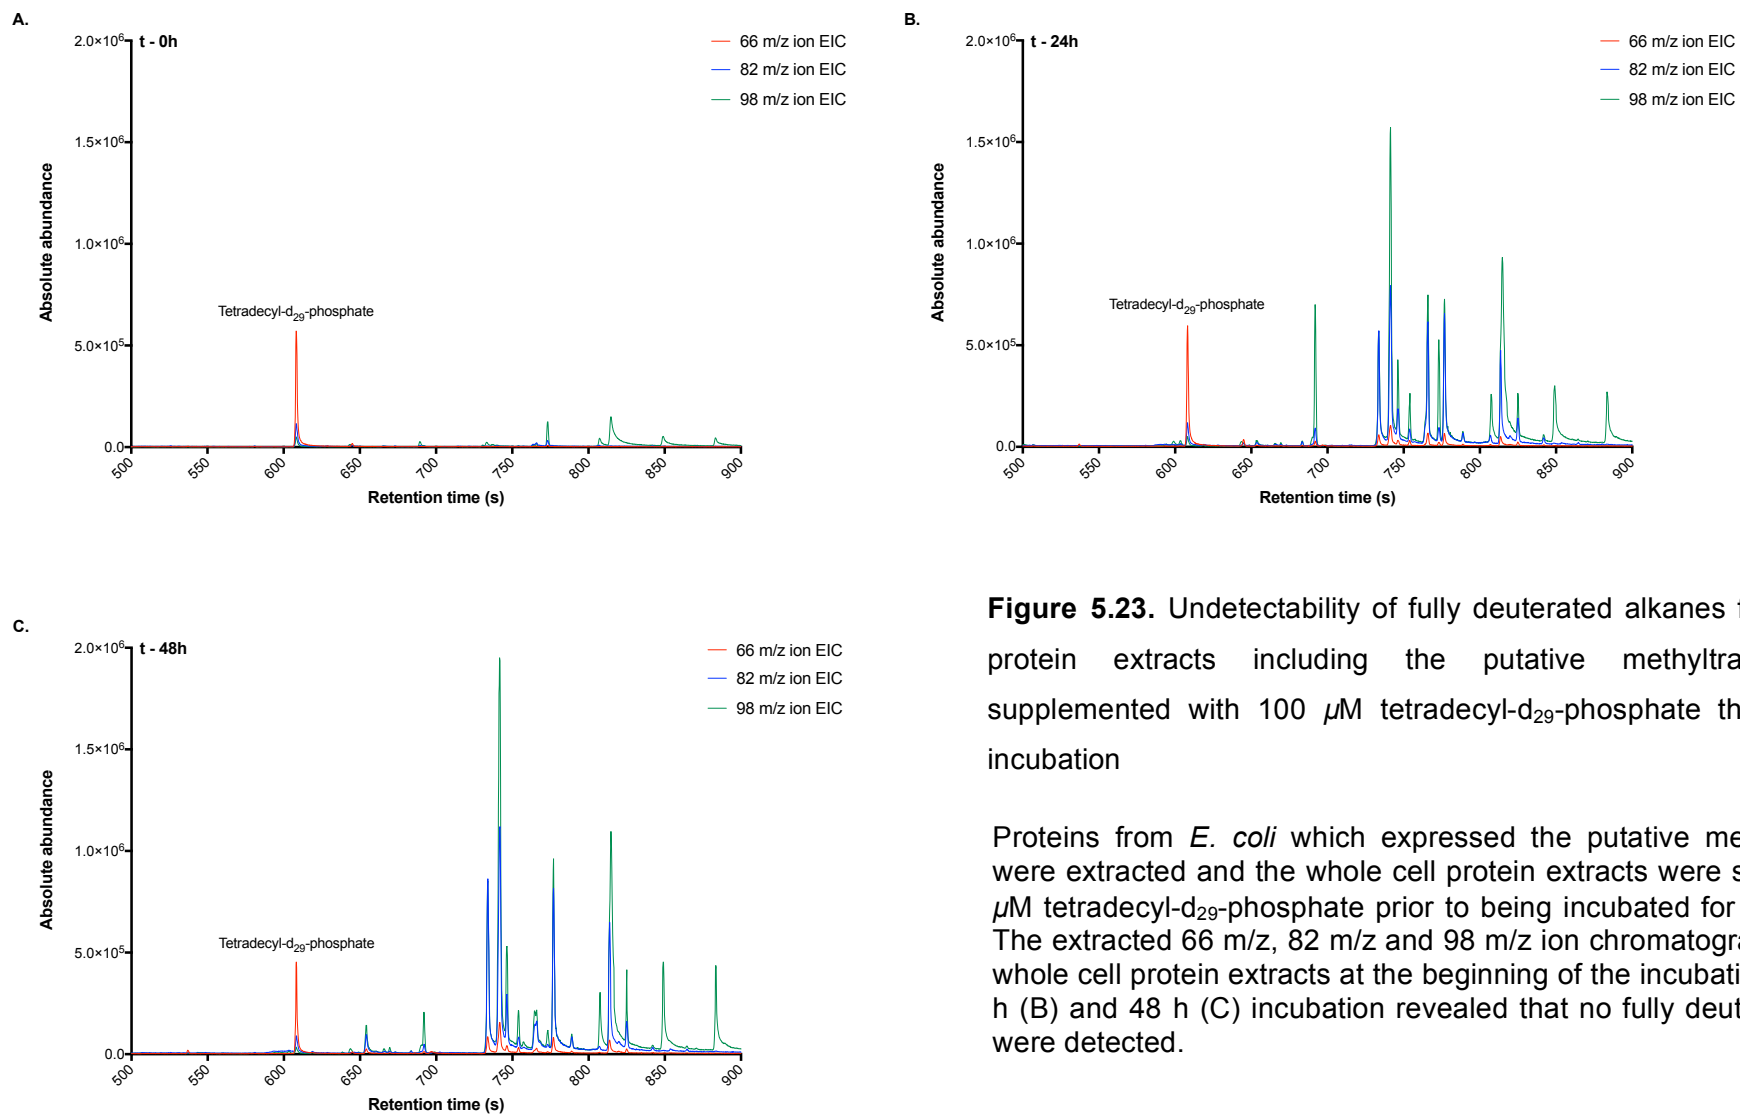 A.
t - 0h
66 m/z ion EIC
82 m/z ion EIC
98 m/z ion EIC
2.0×10⁶
1.5×10⁶
1.0×10⁶
5.0×10⁵
0.0
Absolute abundance
Tetradecyl-d₂₉-phosphate
500 550 600 650 700 750 800 850 900
Retention time (s)
B.
t - 24h
66 m/z ion EIC
82 m/z ion EIC
98 m/z ion EIC
2.0×10⁶
1.5×10⁶
1.0×10⁶
5.0×10⁵
0.0
Absolute abundance
Tetradecyl-d₂₉-phosphate
500 550 600 650 700 750 800 850 900
Retention time (s)
C.
t - 48h
66 m/z ion EIC
82 m/z ion EIC
98 m/z ion EIC
2.0×10⁶
1.5×10⁶
1.0×10⁶
5.0×10⁵
0.0
Absolute abundance
Tetradecyl-d₂₉-phosphate
500 550 600 650 700 750 800 850 900
Retention time (s)
Figure 5.23. Undetectability of fully deuterated alkanes
protein extracts including the putative methyltra
supplemented with 100 µM tetradecyl-d₂₉-phosphate th
incubation
Proteins from E. coli which expressed the putative me
were extracted and the whole cell protein extracts were s
µM tetradecyl-d₂₉-phosphate prior to being incubated for
The extracted 66 m/z, 82 m/z and 98 m/z ion chromatogra
whole cell protein extracts at the beginning of the incubati
h (B) and 48 h (C) incubation revealed that no fully deut
were detected.